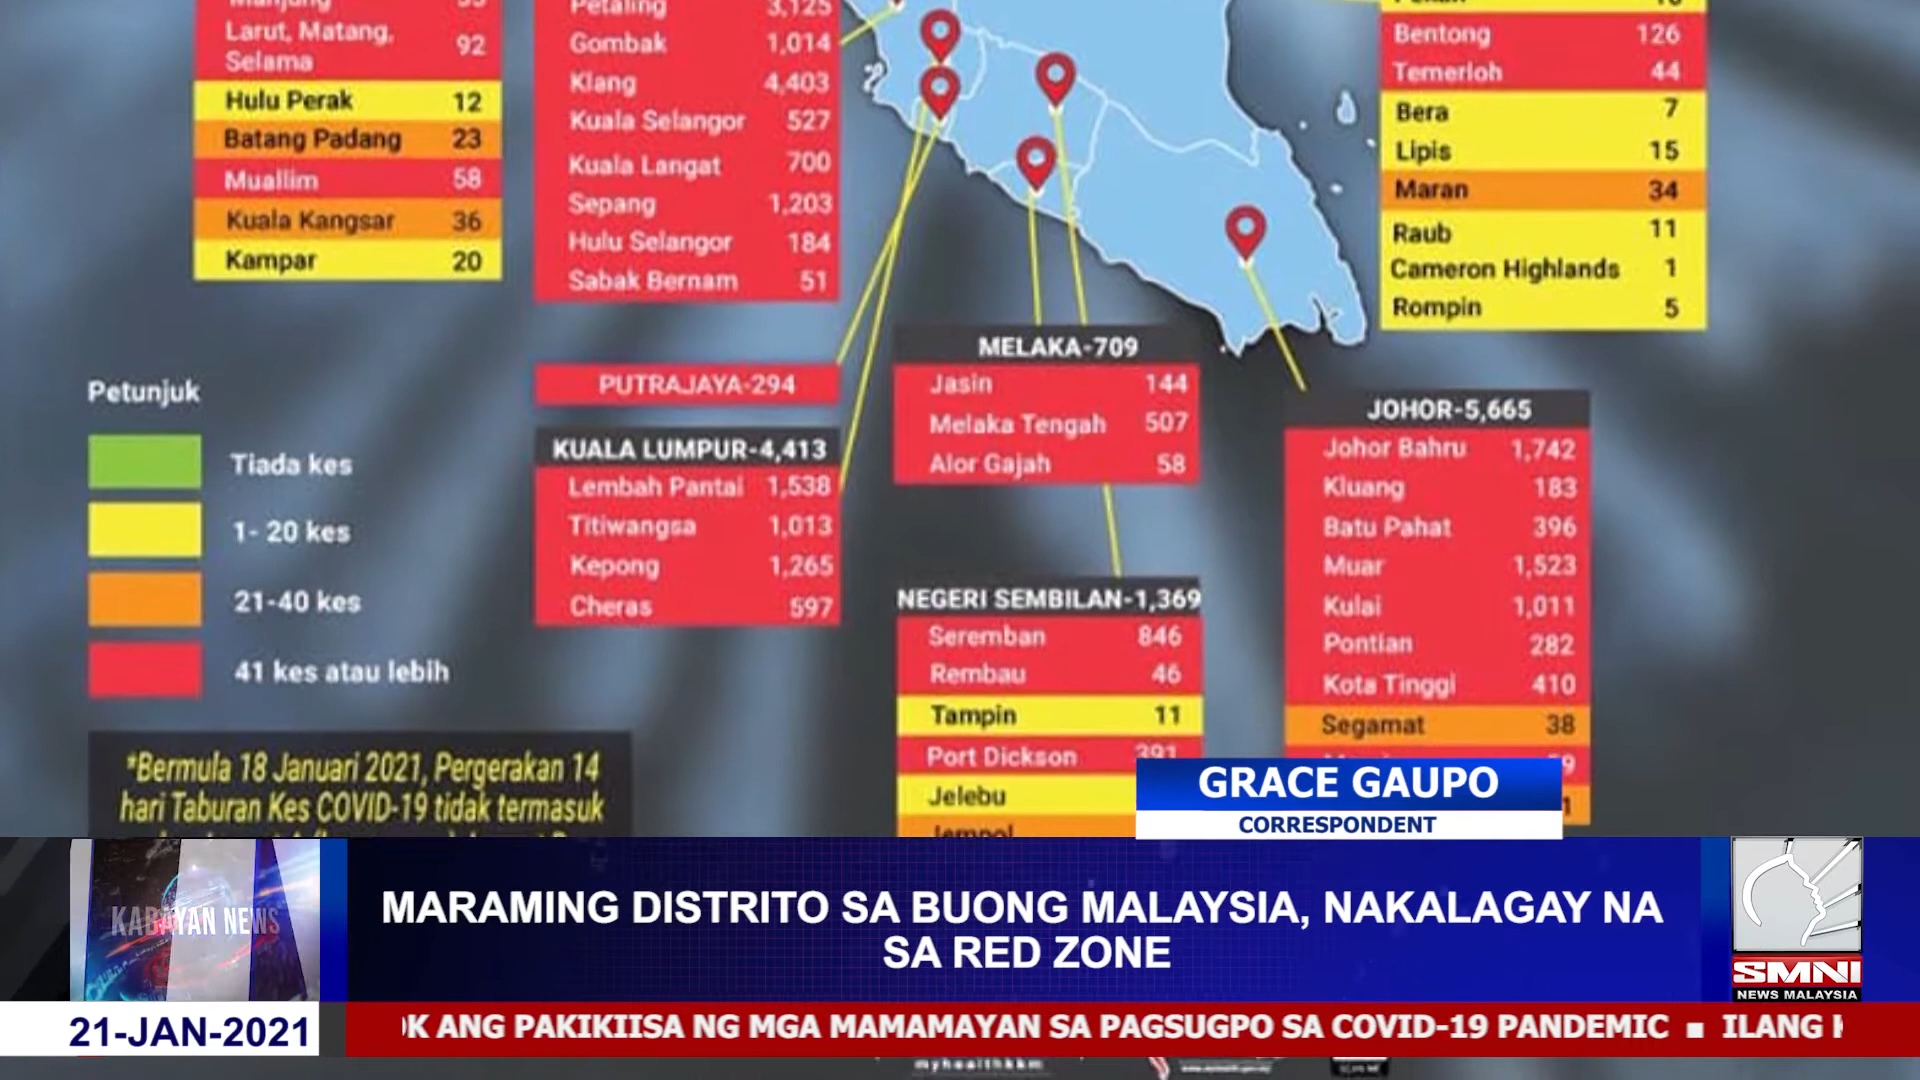 Manjung 53
Larut, Matang, 92
Selama
Hulu Perak 12
Batang Padang 23
Muallim 58
Kuala Kangsar 36
Kampar 20
Petaling 3,125
Gombak 1,014
Klang 4,403
Kuala Selangor 527
Kuala Langat 700
Sepang 1,203
Hulu Selangor 184
Sabak Bernam 51
Bentong 126
Temerloh 44
Bera 7
Lipis 15
Maran 34
Raub 11
Cameron Highlands 1
Rompin 5
Petunjuk
Tiada kes
1- 20 kes
21-40 kes
41 kes atau lebih
PUTRAJAYA-294
KUALA LUMPUR-4,413
Lembah Pantai 1,538
Titiwangsa 1,013
Kepong 1,265
Cheras 597
MELAKA-709
Jasin 144
Melaka Tengah 507
Alor Gajah 58
NEGERI SEMBILAN-1,369
Seremban 846
Rembau 46
Tampin 11
Port Dickson 391
Jelebu
Jempol
JOHOR-5,665
Johor Bahru 1,742
Kluang 183
Batu Pahat 396
Muar 1,523
Kulai 1,011
Pontian 282
Kota Tinggi 410
Segamat 38
*Bermula 18 Januari 2021, Pergerakan 14
hari Taburan Kes COVID-19 tidak termasuk
GRACE GAUPO
CORRESPONDENT
KABAYAN NEWS
MARAMING DISTRITO SA BUONG MALAYSIA, NAKALAGAY NA
SA RED ZONE
SMNI
NEWS MALAYSIA
21-JAN-2021
OK ANG PAKIKIISA NG MGA MAMAMAYAN SA PAGSUGPO SA COVID-19 PANDEMIC ■ ILANG
myhealthkkm